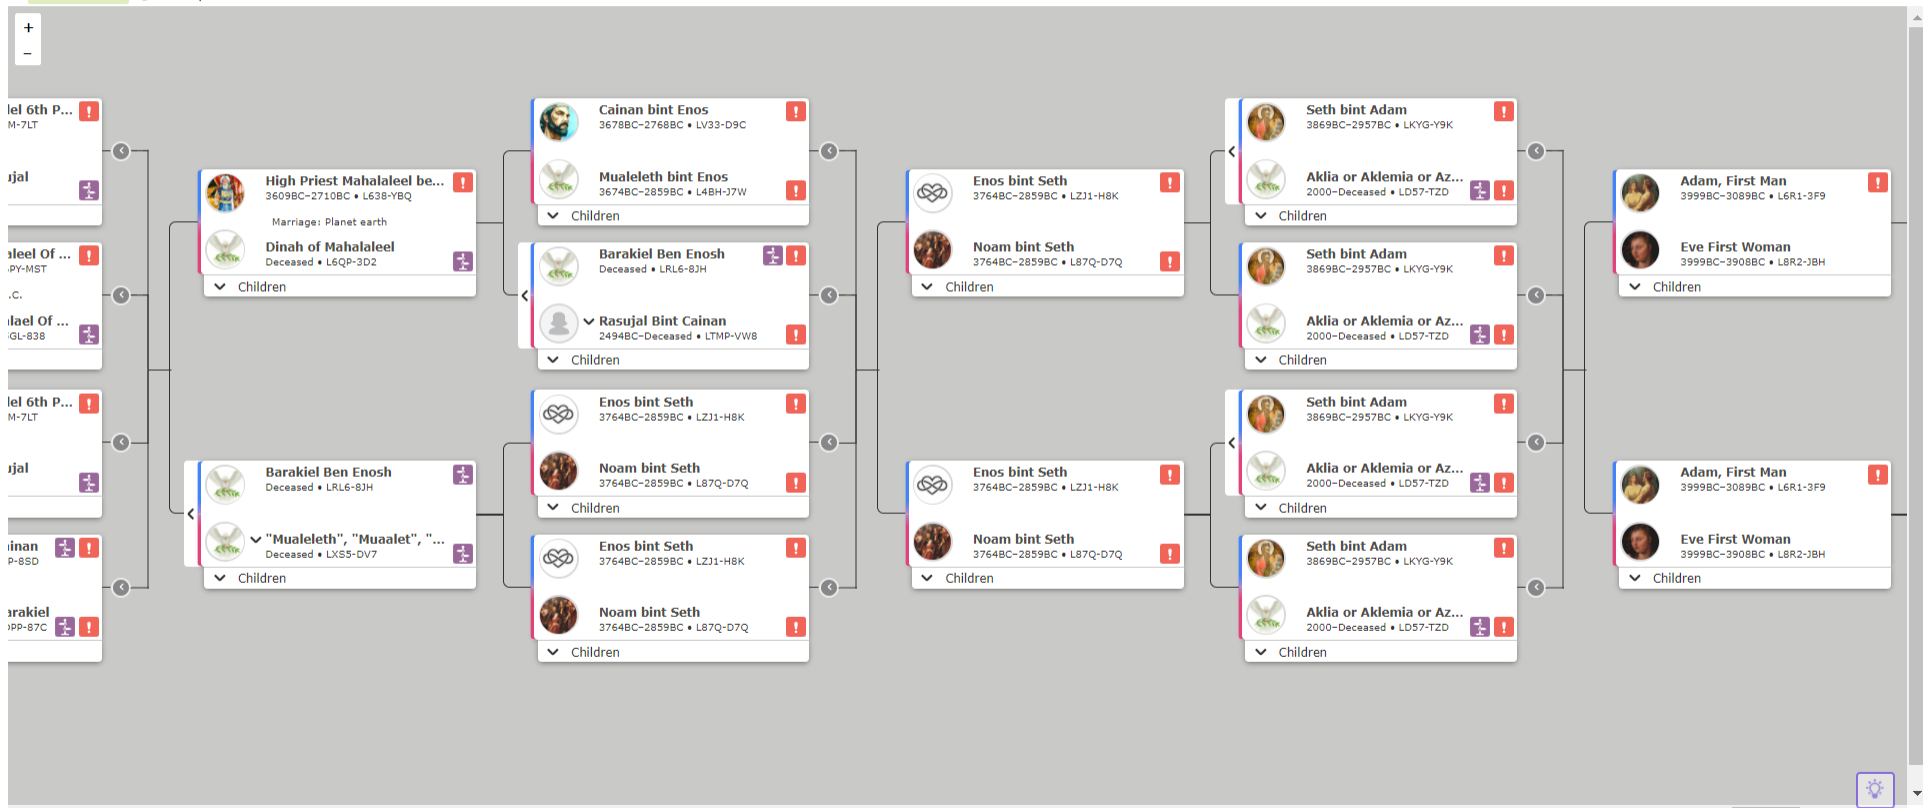 +
−
lel 6th P...
M-7LT
ujal
aleel Of ...
PY-MST
.C.
lael Of ...
GL-838
lel 6th P...
M-7LT
ujal
ainan
P-8SD
arakiel
PP-87C
High Priest Mahalaleel be...
3609BC–2710BC • L638-YBQ
Marriage: Planet earth
Dinah of Mahalaleel
Deceased • L6QP-3D2
Children
Barakiel Ben Enosh
Deceased • LRL6-8JH
"Mualeleth", "Muaalet", "...
Deceased • LXS5-DV7
Children
Cainan bint Enos
3678BC–2768BC • LV33-D9C
Mualeleth bint Enos
3674BC–2859BC • L4BH-J7W
Children
Barakiel Ben Enosh
Deceased • LRL6-8JH
Rasujal Bint Cainan
2494BC–Deceased • LTMP-VW8
Children
Enos bint Seth
3764BC–2859BC • LZJ1-H8K
Noam bint Seth
3764BC–2859BC • L87Q-D7Q
Children
Enos bint Seth
3764BC–2859BC • LZJ1-H8K
Noam bint Seth
3764BC–2859BC • L87Q-D7Q
Children
Enos bint Seth
3764BC–2859BC • LZJ1-H8K
Noam bint Seth
3764BC–2859BC • L87Q-D7Q
Children
Enos bint Seth
3764BC–2859BC • LZJ1-H8K
Noam bint Seth
3764BC–2859BC • L87Q-D7Q
Children
Seth bint Adam
3869BC–2957BC • LKYG-Y9K
Aklia or Aklemia or Az...
2000–Deceased • LD57-TZD
Children
Seth bint Adam
3869BC–2957BC • LKYG-Y9K
Aklia or Aklemia or Az...
2000–Deceased • LD57-TZD
Children
Seth bint Adam
3869BC–2957BC • LKYG-Y9K
Aklia or Aklemia or Az...
2000–Deceased • LD57-TZD
Children
Seth bint Adam
3869BC–2957BC • LKYG-Y9K
Aklia or Aklemia or Az...
2000–Deceased • LD57-TZD
Children
Adam, First Man
3999BC–3089BC • L6R1-3F9
Eve First Woman
3999BC–3908BC • L8R2-JBH
Children
Adam, First Man
3999BC–3089BC • L6R1-3F9
Eve First Woman
3999BC–3908BC • L8R2-JBH
Children